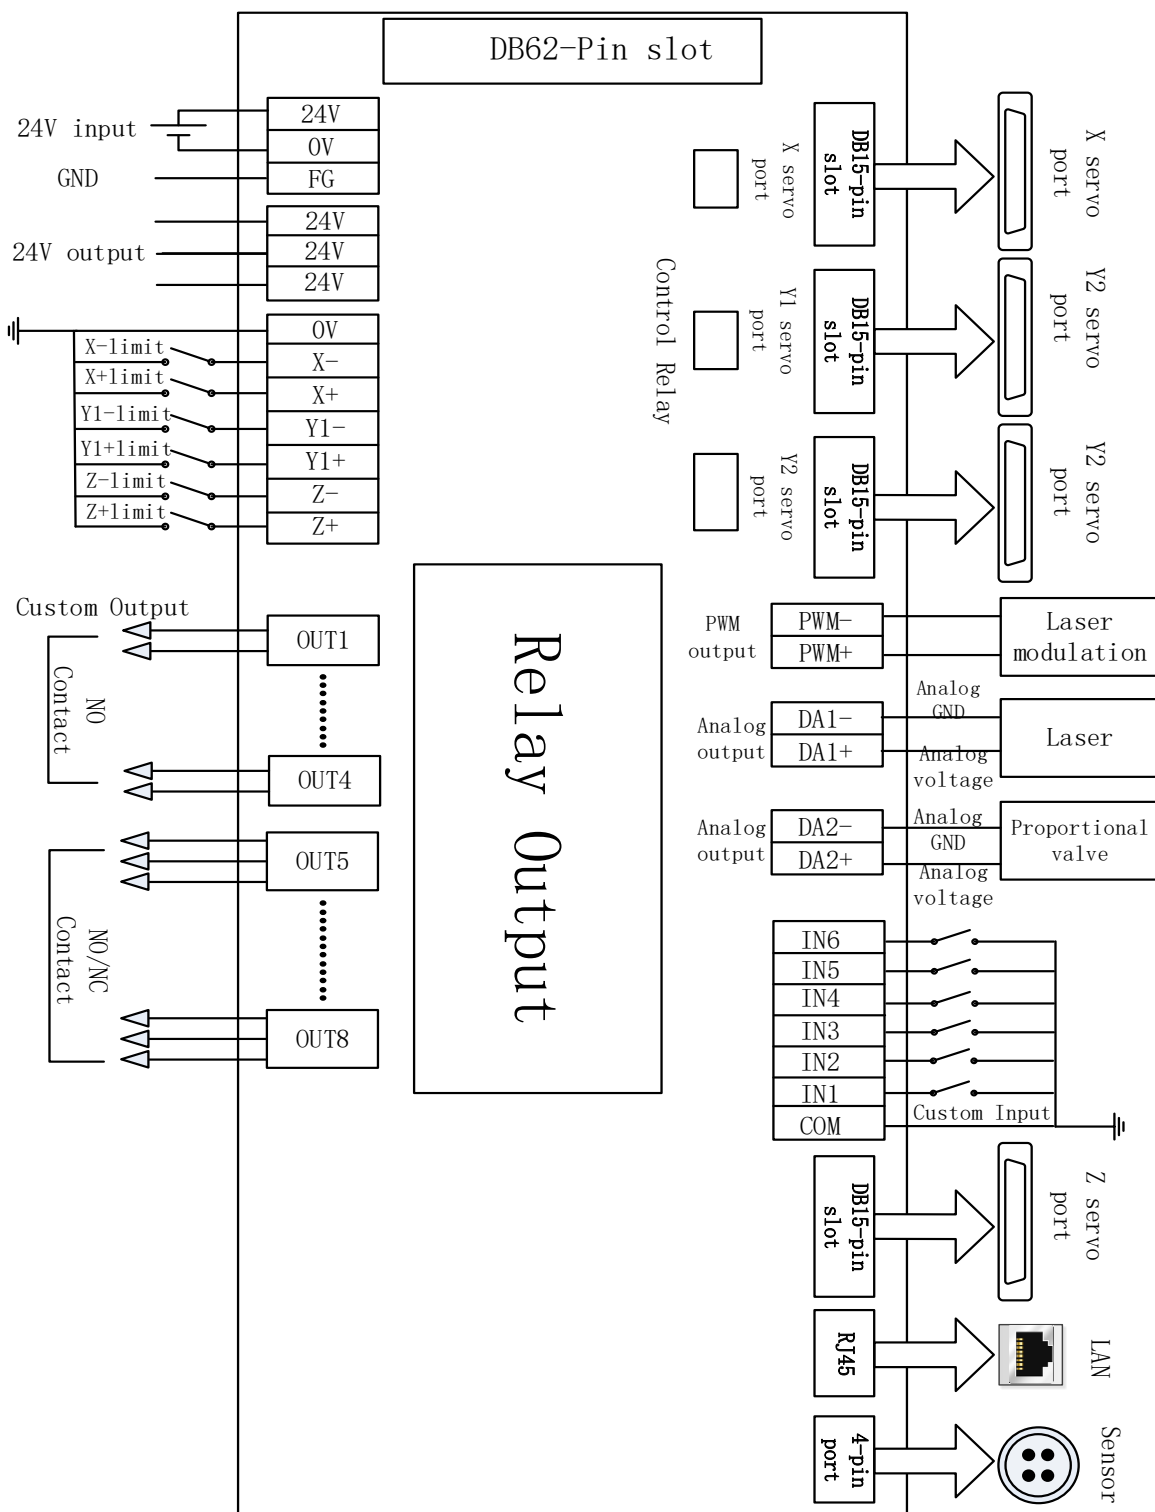 DB62-Pin slot
24V input
24V
0V
GND
FG
24V
24V output
24V
24V
0V
X-limit
X-
X+limit
X+
Y1-limit
Y1-
Y1+limit
Y1+
Z-limit
Z-
Z+limit
Z+
Custom Output
NO
Contact
OUT1
OUT4
NO/NC
Contact
OUT5
OUT8
Relay Output
Control Relay
X servo
port
DB15-pin
slot
X servo
port
Y1 servo
port
DB15-pin
slot
Y2 servo
port
Y2 servo
port
DB15-pin
slot
Y2 servo
port
PWM
output
PWM-
PWM+
Laser
modulation
Analog
output
DA1-
DA1+
Analog
GND
Analog
voltage
Laser
Analog
output
DA2-
DA2+
Analog
GND
Analog
voltage
Proportional
valve
IN6
IN5
IN4
IN3
IN2
IN1
COM
Custom Input
DB15-pin
slot
Z servo
port
RJ45
LAN
4-pin
port
Sensor